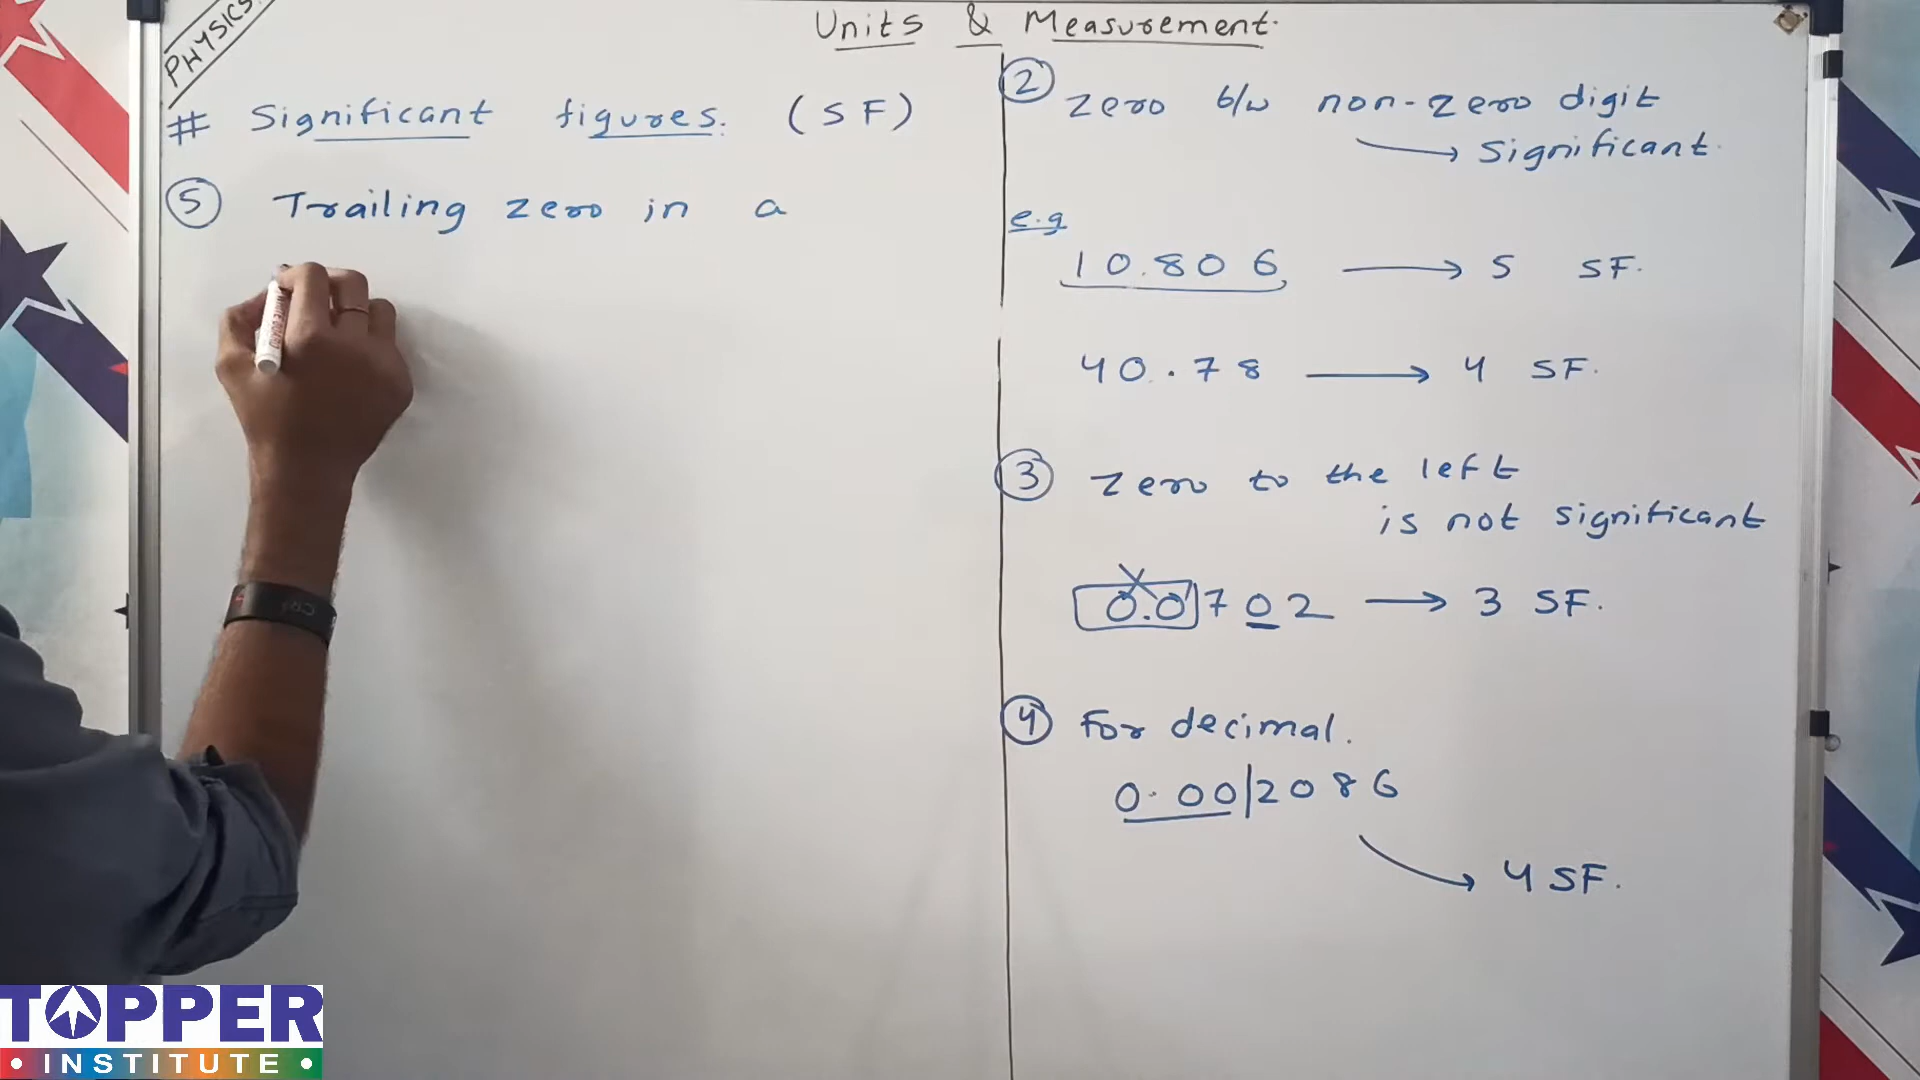 PHYSICS
Units & Measurement.
# Significant figures. (SF)
5 Trailing zero in a
2 Zero b/w non-zero digit
→ Significant.
e.g
10.806 → 5 SF.
40.78 → 4 SF.
3 Zero to the left
is not significant
0.0702 → 3 SF.
4 For decimal.
0.00|2086
→ 4 SF.
TOPPER
• INSTITUTE •